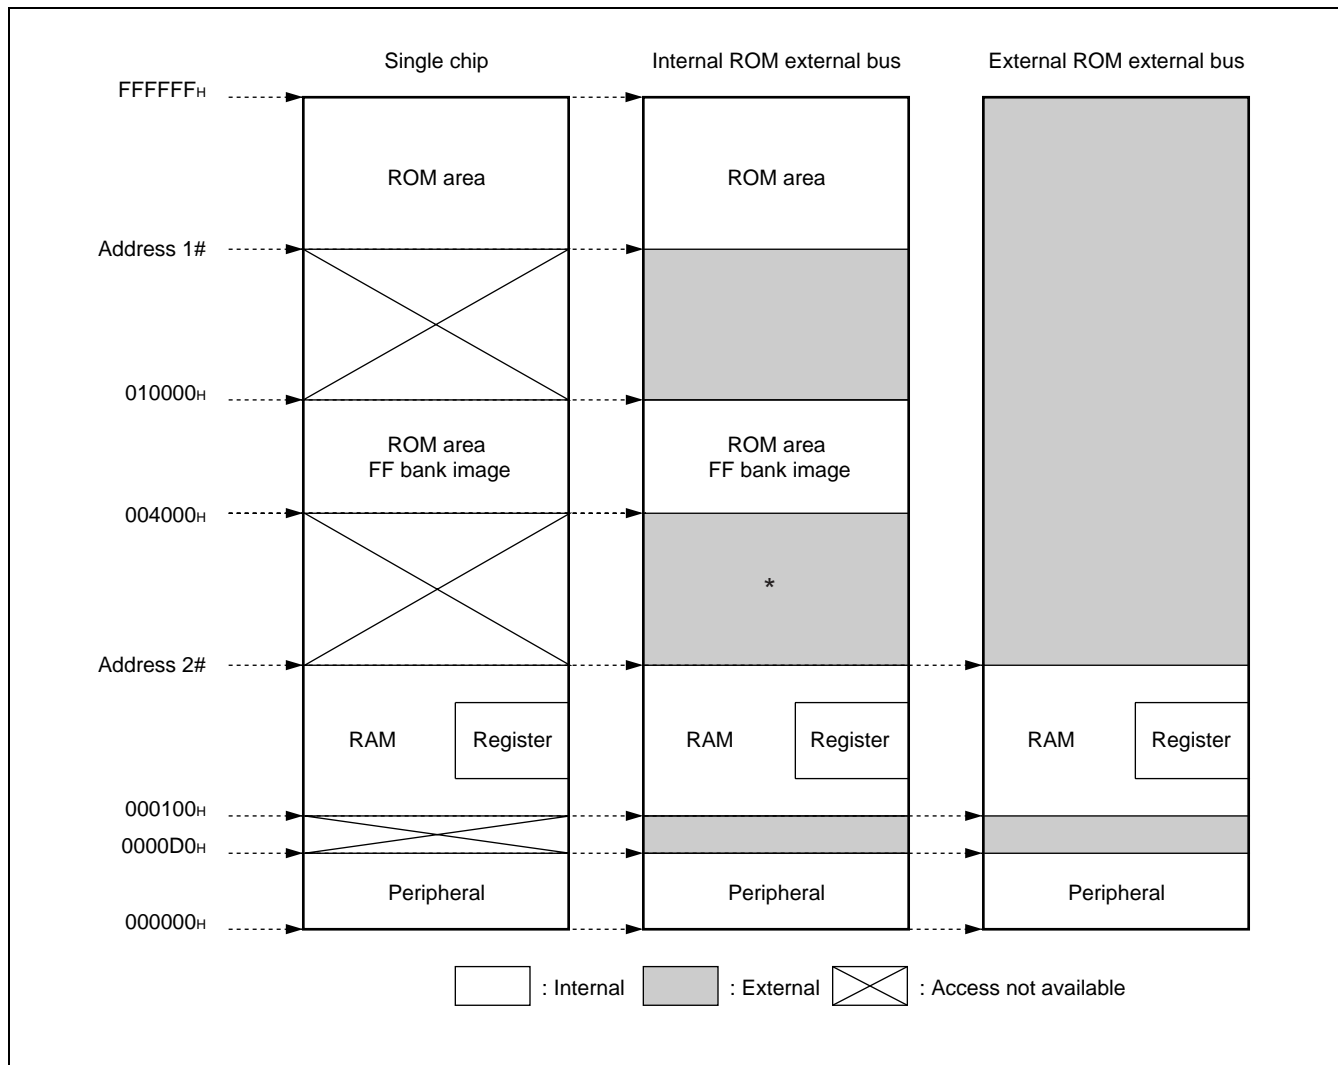 Single chip
Internal ROM external bus
External ROM external bus
FFFFFFH
ROM area
ROM area
Address 1#
010000H
ROM area
FF bank image
ROM area
FF bank image
004000H
*
Address 2#
RAM
Register
RAM
Register
RAM
Register
000100H
0000D0H
Peripheral
Peripheral
Peripheral
000000H
: Internal
: External
: Access not available